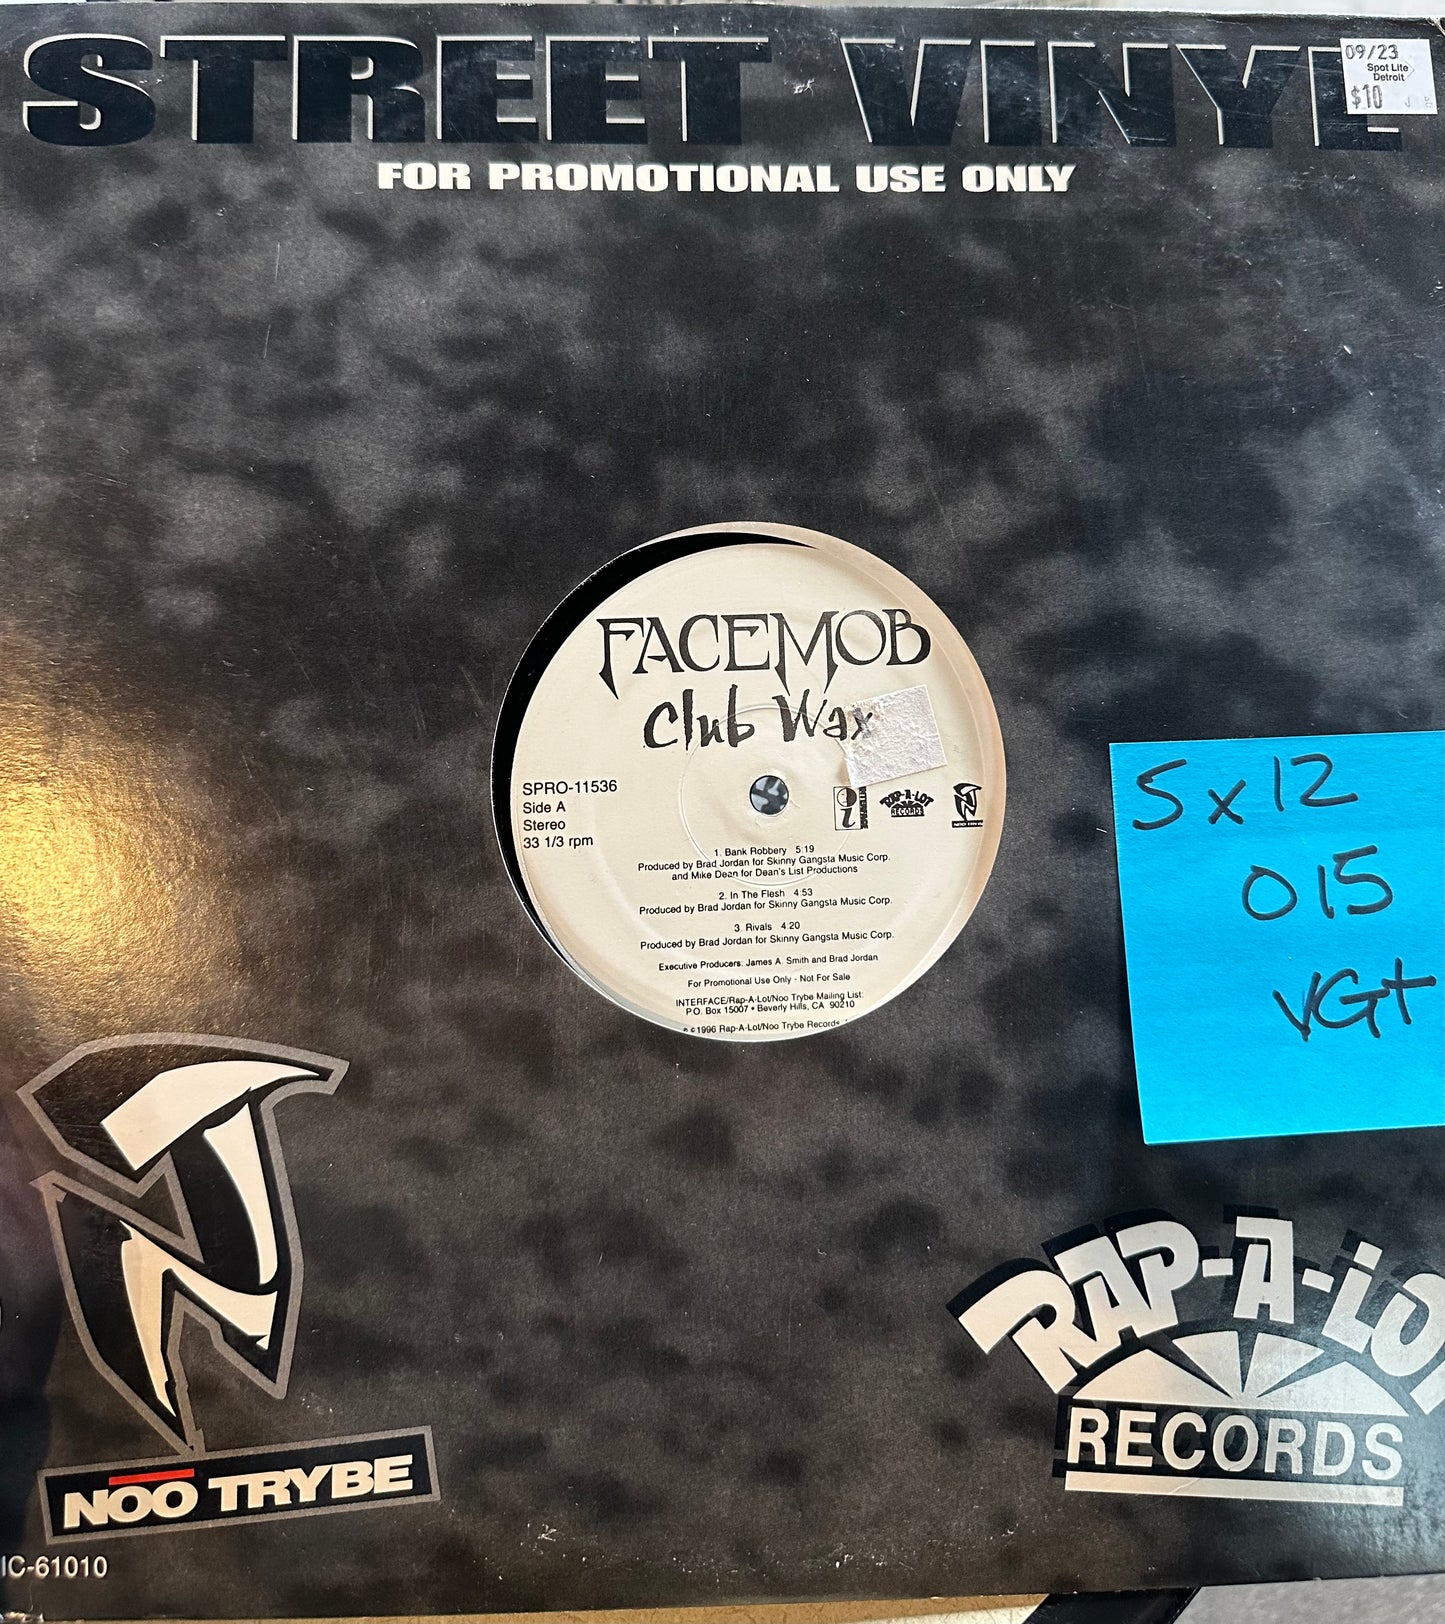 STREET VINYL
09/23
Spot Lite
Detroit
$10
FOR PROMOTIONAL USE ONLY
FACEMOB
Club Wax
SPRO-11536
Side A
Stereo
33 1/3 rpm
RAP-A-LOT
RECORDS
1. Bank Robbery 5:19
Produced by Brad Jordan for Skinny Gangsta Music Corp.
and Mike Dean for Dean's List Productions
2. In The Flesh 4:53
Produced by Brad Jordan for Skinny Gangsta Music Corp.
3. Rivals 4:20
Produced by Brad Jordan for Skinny Gangsta Music Corp.
Executive Producers: James A. Smith and Brad Jordan
For Promotional Use Only - Not For Sale
INTERFACE/Rap-A-Lot/Noo Trybe Mailing List:
P.O. Box 15007 • Beverly Hills, CA 90210
℗ ©1996 Rap-A-Lot/Noo Trybe Records
5 x 12
015
VG+
NOO TRYBE
RAP-A-LO
RECORDS
IC-61010